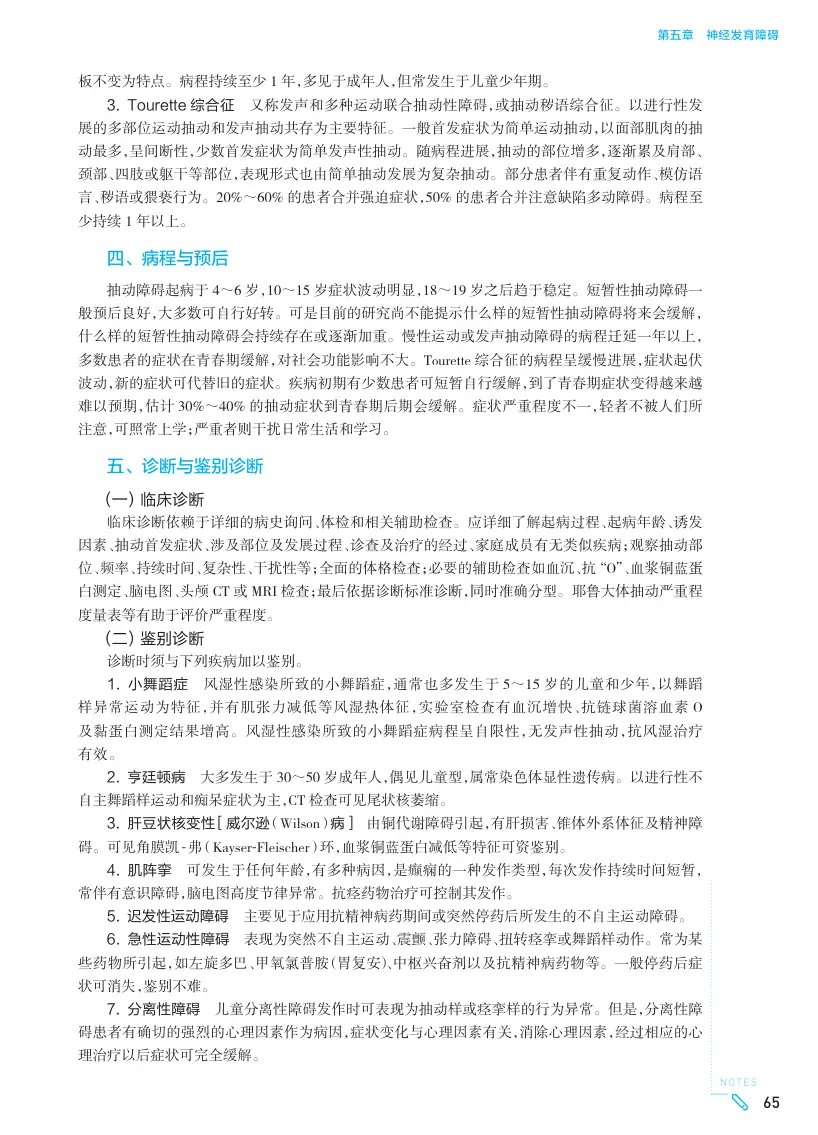 第五章 神经发育障碍
板不变为特点。病程持续至少 1 年，多见于成年人，但常发生于儿童少年期。
3. Tourette 综合征 又称发声和多种运动联合抽动性障碍，或抽动秽语综合征。以进行性发
展的多部位运动抽动和发声抽动共存为主要特征。一般首发症状为简单运动抽动，以面部肌肉的抽
动最多，呈间断性，少数首发症状为简单发声性抽动。随病程进展，抽动的部位增多，逐渐累及肩部、
颈部、四肢或躯干等部位，表现形式也由简单抽动发展为复杂抽动。部分患者伴有重复动作、模仿语
言、秽语或猥亵行为。20%～60% 的患者合并强迫症状，50% 的患者合并注意缺陷多动障碍。病程至
少持续 1 年以上。
四、病程与预后
抽动障碍起病于 4～6 岁，10～15 岁症状波动明显，18～19 岁之后趋于稳定。短暂性抽动障碍一
般预后良好，大多数可自行好转。可是目前的研究尚不能提示什么样的短暂性抽动障碍将来会缓解，
什么样的短暂性抽动障碍会持续存在或逐渐加重。慢性运动或发声抽动障碍的病程迁延一年以上，
多数患者的症状在青春期缓解，对社会功能影响不大。Tourette 综合征的病程呈缓慢进展，症状起伏
波动，新的症状可代替旧的症状。疾病初期有少数患者可短暂自行缓解，到了青春期症状变得越来越
难以预期，估计 30%～40% 的抽动症状到青春期后期会缓解。症状严重程度不一，轻者不被人们所
注意，可照常上学；严重者则干扰日常生活和学习。
五、诊断与鉴别诊断
（一）临床诊断
临床诊断依赖于详细的病史询问、体检和相关辅助检查。应详细了解起病过程、起病年龄、诱发
因素、抽动首发症状、涉及部位及发展过程、诊查及治疗的经过、家庭成员有无类似疾病；观察抽动部
位、频率、持续时间、复杂性、干扰性等；全面的体格检查；必要的辅助检查如血沉、抗 “O”、血浆铜蓝蛋
白测定、脑电图、头颅 CT 或 MRI 检查；最后依据诊断标准诊断，同时准确分型。耶鲁大体抽动严重程
度量表等有助于评价严重程度。
（二）鉴别诊断
诊断时须与下列疾病加以鉴别。
1. 小舞蹈症 风湿性感染所致的小舞蹈症，通常也多发生于 5～15 岁的儿童和少年，以舞蹈
样异常运动为特征，并有肌张力减低等风湿热体征，实验室检查有血沉增快、抗链球菌溶血素 O
及黏蛋白测定结果增高。风湿性感染所致的小舞蹈症病程呈自限性，无发声性抽动，抗风湿治疗
有效。
2. 亨廷顿病 大多发生于 30～50 岁成年人，偶见儿童型，属常染色体显性遗传病。以进行性不
自主舞蹈样运动和痴呆症状为主，CT 检查可见尾状核萎缩。
3. 肝豆状核变性［威尔逊（Wilson）病］ 由铜代谢障碍引起，有肝损害、锥体外系体征及精神障
碍。可见角膜凯-弗（Kayser-Fleischer）环，血浆铜蓝蛋白减低等特征可资鉴别。
4. 肌阵挛 可发生于任何年龄，有多种病因，是癫痫的一种发作类型，每次发作持续时间短暂，
常伴有意识障碍，脑电图高度节律异常。抗痉药物治疗可控制其发作。
5. 迟发性运动障碍 主要见于应用抗精神病药期间或突然停药后所发生的不自主运动障碍。
6. 急性运动性障碍 表现为突然不自主运动、震颤、张力障碍、扭转痉挛或舞蹈样动作。常为某
些药物所引起，如左旋多巴、甲氧氯普胺（胃复安）、中枢兴奋剂以及抗精神病药物等。一般停药后症
状可消失，鉴别不难。
7. 分离性障碍 儿童分离性障碍发作时可表现为抽动样或痉挛样的行为异常。但是，分离性障
碍患者有确切的强烈的心理因素作为病因，症状变化与心理因素有关，消除心理因素，经过相应的心
理治疗以后症状可完全缓解。
NOTES
65